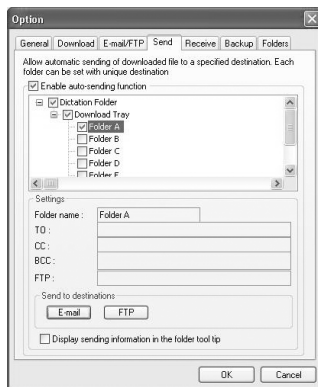 Option
General Download E-mail/FTP Send Receive Backup Folders
Allow automatic sending of downloaded file to a specified destination. Each
folder can be set with unique destination
Enable auto-sending function
Dictation Folder
Download Tray
Folder A
Folder B
Folder C
Folder D
Folder E
Settings
Folder name : Folder A
TO :
CC :
BCC :
FTP :
Send to destinations
E-mail FTP
Display sending information in the folder tool tip
OK Cancel